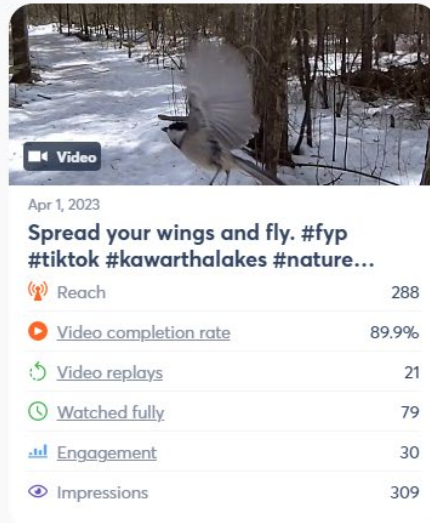 Video
Apr 1, 2023
Spread your wings and fly. #fyp
#tiktok #kawarthalakes #nature...
Reach 288
Video completion rate 89.9%
Video replays 21
Watched fully 79
Engagement 30
Impressions 309